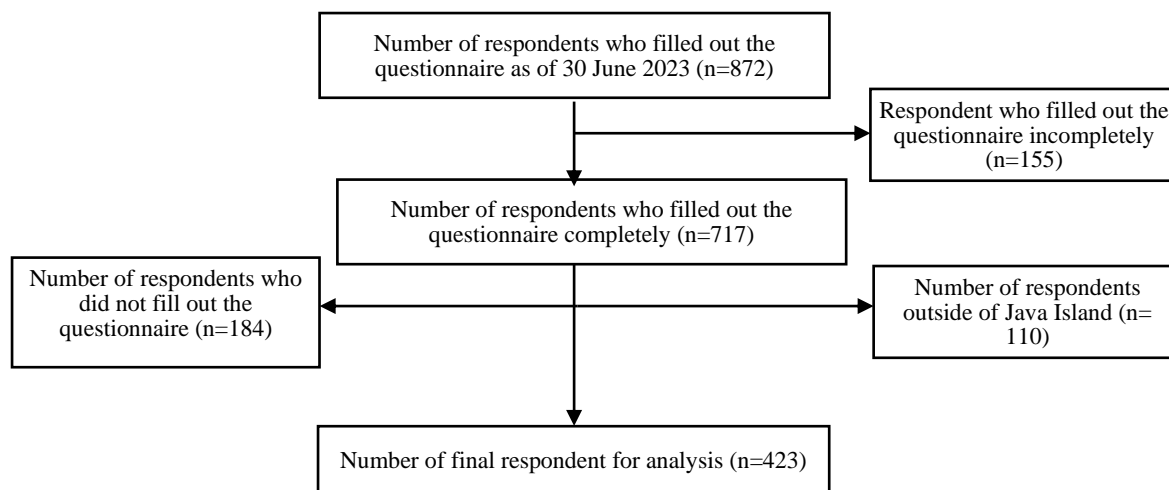 Number of respondents who filled out the
questionnaire as of 30 June 2023 (n=872)
Respondent who filled out the
questionnaire incompletely
(n=155)
Number of respondents who filled out the
questionnaire completely (n=717)
Number of respondents who
did not fill out the
questionnaire (n=184)
Number of respondents
outside of Java Island (n=
110)
Number of final respondent for analysis (n=423)